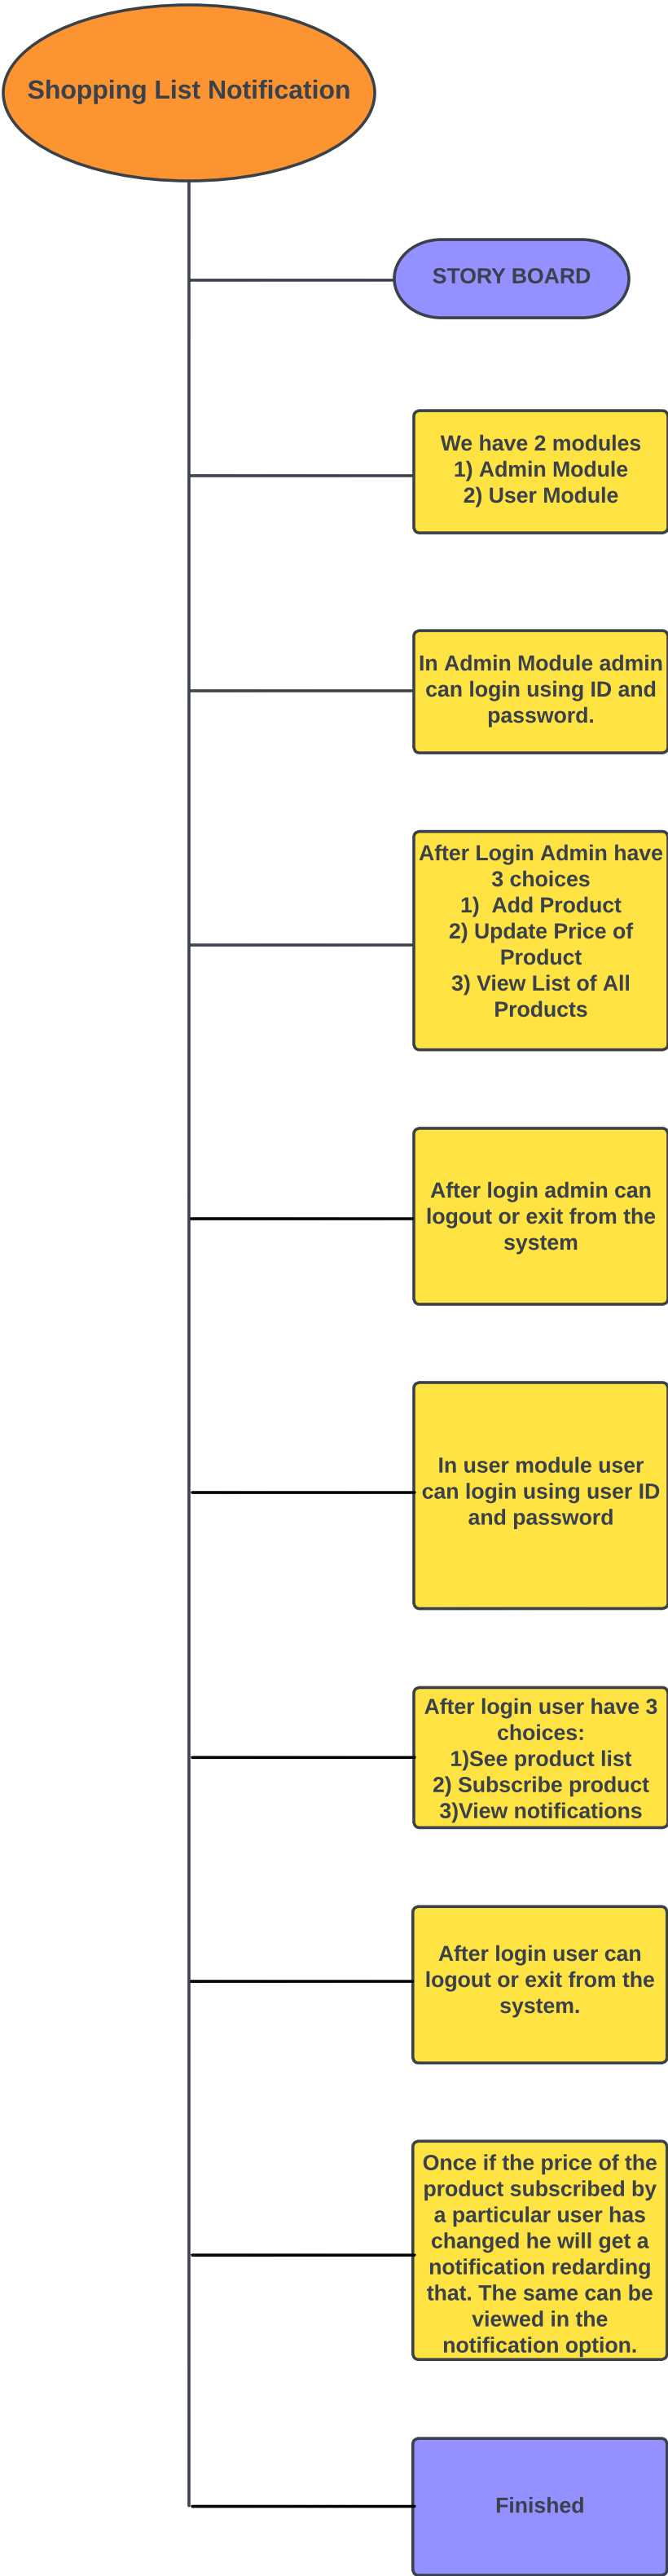 Shopping List Notification
STORY BOARD
We have 2 modules
1) Admin Module
2) User Module
In Admin Module admin
can login using ID and
password.
After Login Admin have
3 choices
1)  Add Product
2) Update Price of
Product
3) View List of All
Products
After login admin can
logout or exit from the
system
In user module user
can login using user ID
and password
After login user have 3
choices:
1)See product list
2) Subscribe product
3)View notifications
After login user can
logout or exit from the
system.
Once if the price of the
product subscribed by
a particular user has
changed he will get a
notification redarding
that. The same can be
viewed in the
notification option.
Finished